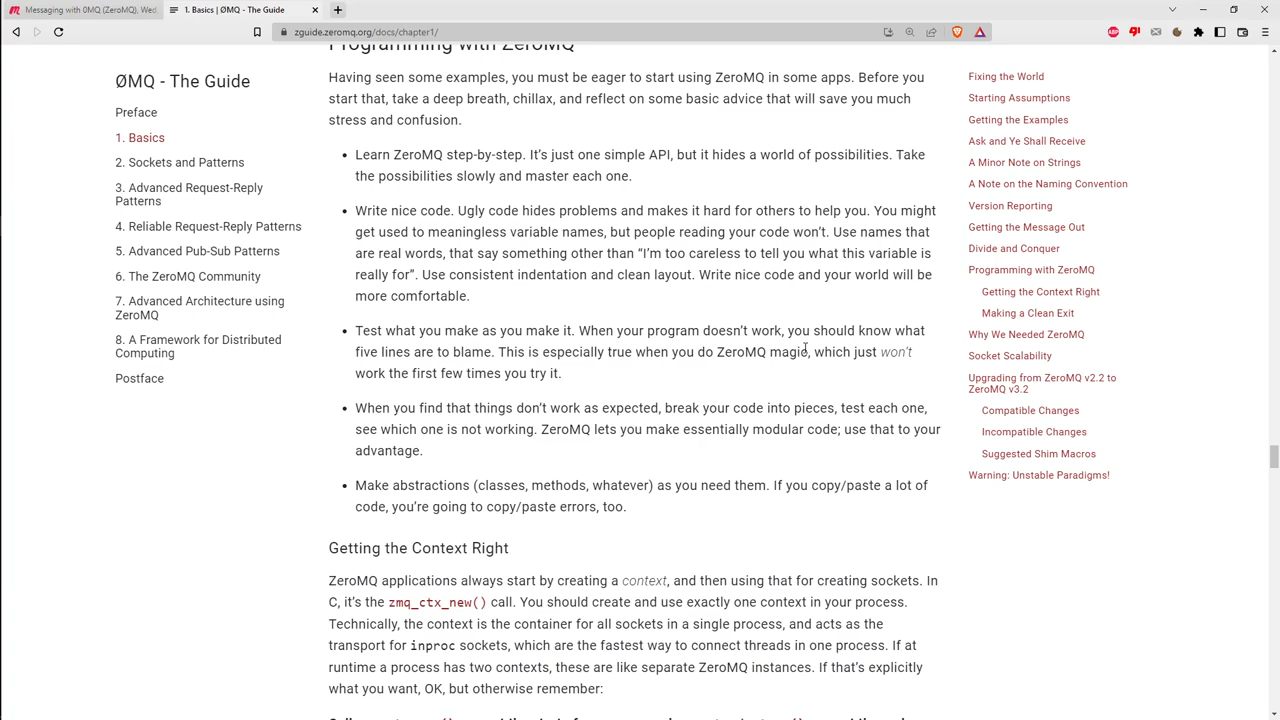 Messaging with 0MQ (ZeroMQ), Wed,
1. Basics | ØMQ - The Guide
zguide.zeromq.org/docs/chapter1/
ØMQ - The Guide
Preface
1. Basics
2. Sockets and Patterns
3. Advanced Request-Reply
Patterns
4. Reliable Request-Reply Patterns
5. Advanced Pub-Sub Patterns
6. The ZeroMQ Community
7. Advanced Architecture using
ZeroMQ
8. A Framework for Distributed
Computing
Postface
Programming with ZeroMQ
Having seen some examples, you must be eager to start using ZeroMQ in some apps. Before you
start that, take a deep breath, chillax, and reflect on some basic advice that will save you much
stress and confusion.
• Learn ZeroMQ step-by-step. It’s just one simple API, but it hides a world of possibilities. Take
the possibilities slowly and master each one.
• Write nice code. Ugly code hides problems and makes it hard for others to help you. You might
get used to meaningless variable names, but people reading your code won’t. Use names that
are real words, that say something other than “I’m too careless to tell you what this variable is
really for”. Use consistent indentation and clean layout. Write nice code and your world will be
more comfortable.
• Test what you make as you make it. When your program doesn’t work, you should know what
five lines are to blame. This is especially true when you do ZeroMQ magic, which just won’t
work the first few times you try it.
• When you find that things don’t work as expected, break your code into pieces, test each one,
see which one is not working. ZeroMQ lets you make essentially modular code; use that to your
advantage.
• Make abstractions (classes, methods, whatever) as you need them. If you copy/paste a lot of
code, you’re going to copy/paste errors, too.
Getting the Context Right
ZeroMQ applications always start by creating a context, and then using that for creating sockets. In
C, it’s the zmq_ctx_new() call. You should create and use exactly one context in your process.
Technically, the context is the container for all sockets in a single process, and acts as the
transport for inproc sockets, which are the fastest way to connect threads in one process. If at
runtime a process has two contexts, these are like separate ZeroMQ instances. If that’s explicitly
what you want, OK, but otherwise remember:
Fixing the World
Starting Assumptions
Getting the Examples
Ask and Ye Shall Receive
A Minor Note on Strings
A Note on the Naming Convention
Version Reporting
Getting the Message Out
Divide and Conquer
Programming with ZeroMQ
Getting the Context Right
Making a Clean Exit
Why We Needed ZeroMQ
Socket Scalability
Upgrading from ZeroMQ v2.2 to
ZeroMQ v3.2
Compatible Changes
Incompatible Changes
Suggested Shim Macros
Warning: Unstable Paradigms!